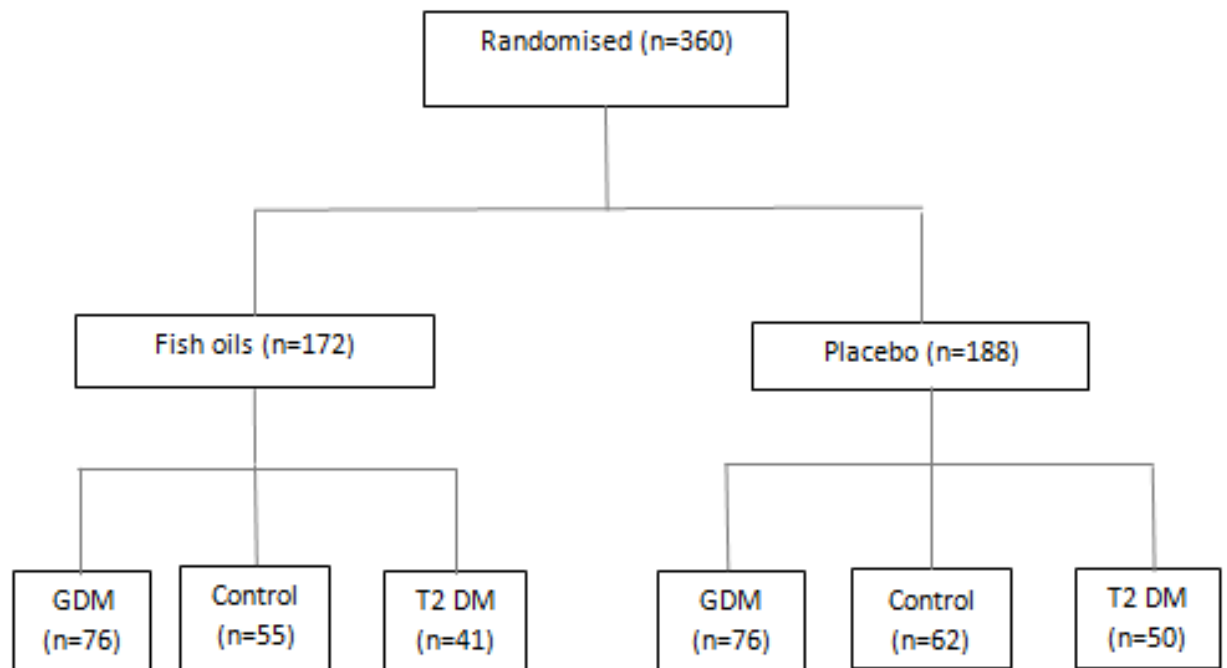 Randomised (n=360)
Fish oils (n=172)
Placebo (n=188)
GDM
(n=76)
Control
(n=55)
T2 DM
(n=41)
GDM
(n=76)
Control
(n=62)
T2 DM
(n=50)